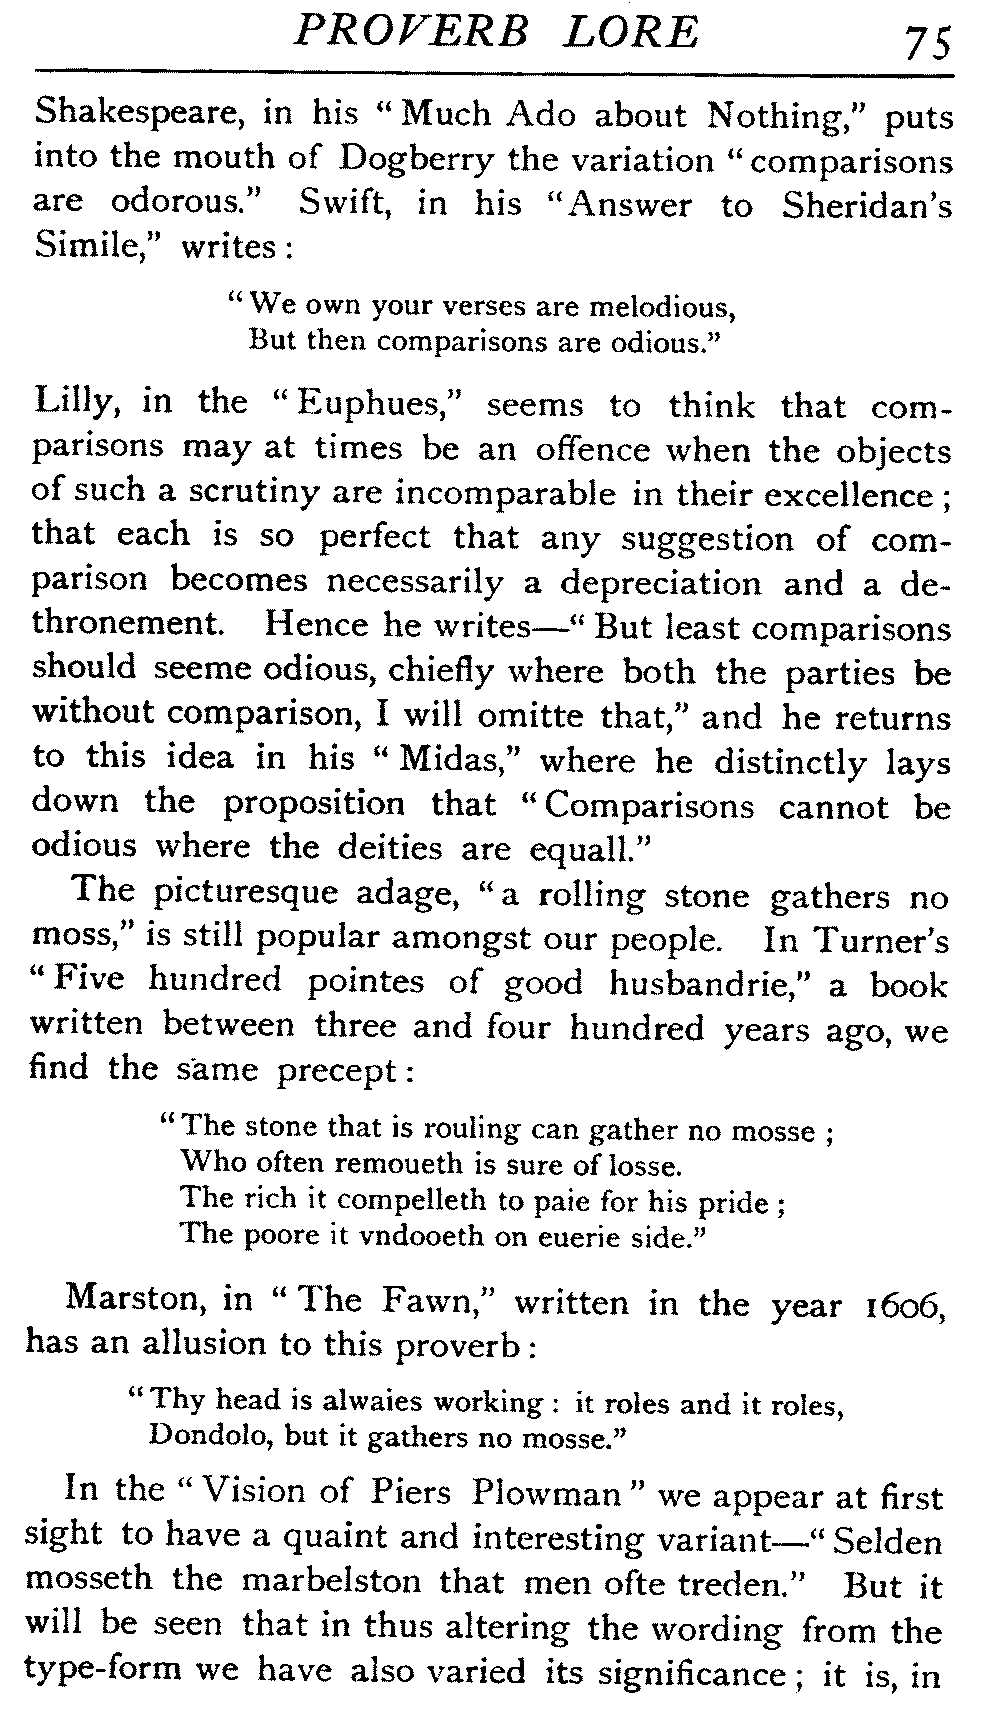 PROVERB LORE 75
Shakespeare, in his “Much Ado about Nothing,” puts
into the mouth of Dogberry the variation “comparisons
are odorous.” Swift, in his “Answer to Sheridan's
Simile,” writes:
“We own your verses are melodious,
But then comparisons are odious.”
Lilly, in the “Euphues,” seems to think that com-
parisons may at times be an offence when the objects
of such a scrutiny are incomparable in their excellence;
that each is so perfect that any suggestion of com-
parison becomes necessarily a depreciation and a de-
thronement. Hence he writes—“But least comparisons
should seeme odious, chiefly where both the parties be
without comparison, I will omitte that,” and he returns
to this idea in his “Midas,” where he distinctly lays
down the proposition that “Comparisons cannot be
odious where the deities are equall.”
The picturesque adage, “a rolling stone gathers no
moss,” is still popular amongst our people. In Turner's
“Five hundred pointes of good husbandrie,” a book
written between three and four hundred years ago, we
find the same precept:
“The stone that is rouling can gather no mosse;
Who often remoueth is sure of losse.
The rich it compelleth to paie for his pride;
The poore it vndooeth on euerie side.”
Marston, in “The Fawn,” written in the year 1606,
has an allusion to this proverb:
“Thy head is alwaies working: it roles and it roles,
Dondolo, but it gathers no mosse.”
In the “Vision of Piers Plowman” we appear at first
sight to have a quaint and interesting variant—“Selden
mosseth the marbelston that men ofte treden.” But it
will be seen that in thus altering the wording from the
type-form we have also varied its significance; it is, in